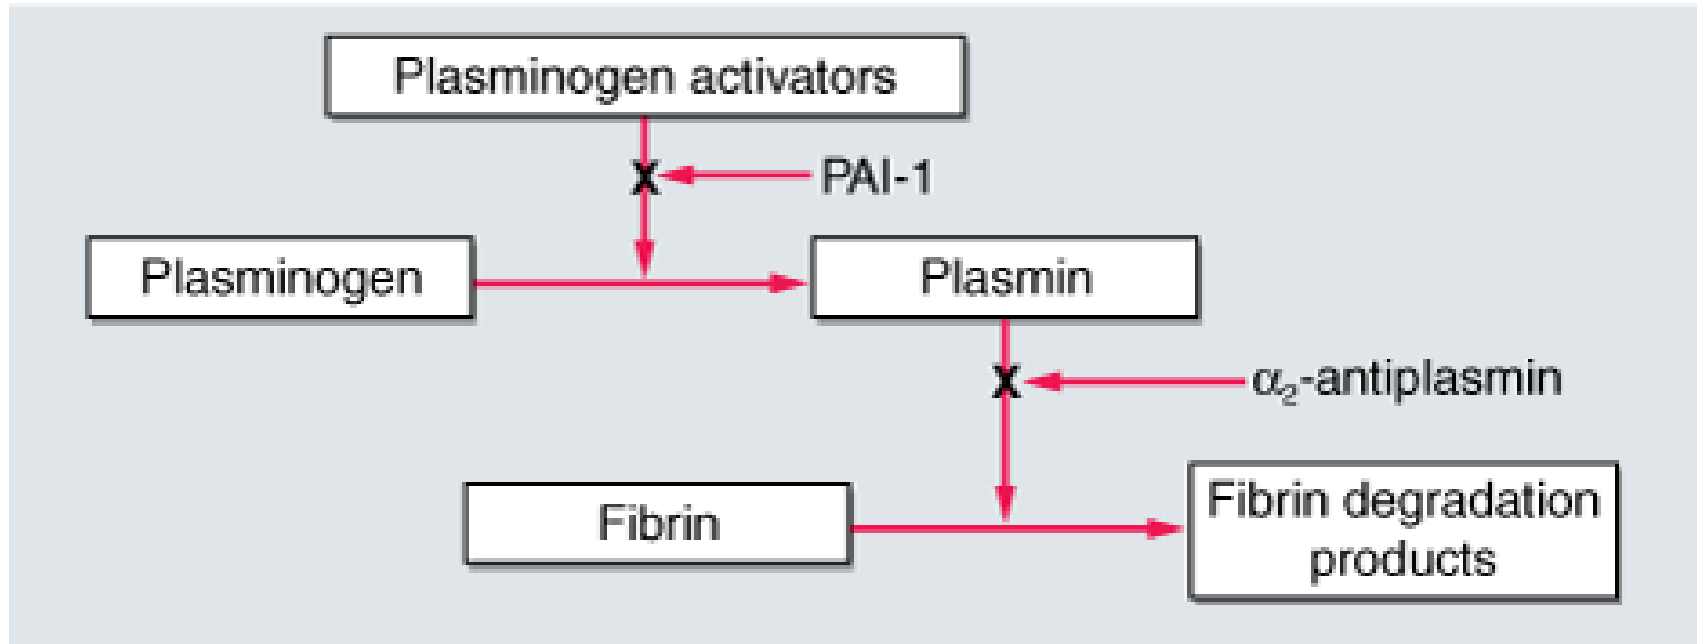 Plasminogen activators
PAI-1
Plasminogen
Plasmin
α₂-antiplasmin
Fibrin
Fibrin degradation
products